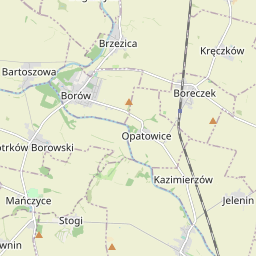 Brzezica
Kręczków
Bartoszowa
Boreczek
Borów
Opatowice
otrków Borowski
Kazimierzów
Mańczyce
Jelenin
Stogi
wnin